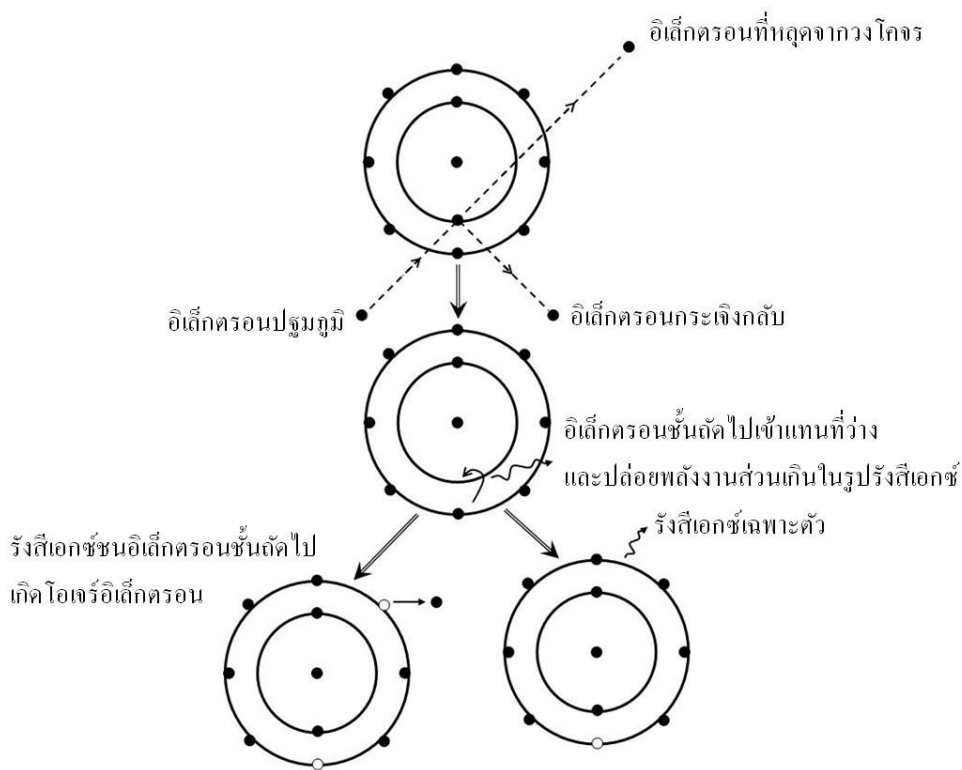 อิเล็กตรอนที่หลุดจากวงโคจร
อิเล็กตรอนปฐมภูมิ
อิเล็กตรอนกระเจิงกลับ
อิเล็กตรอนชั้นถัดไปเข้าแทนที่ว่าง
และปล่อยพลังงานส่วนเกินในรูปรังสีเอกซ์
รังสีเอกซ์เฉพาะตัว
รังสีเอกซ์ชนอิเล็กตรอนชั้นถัดไป
เกิดโอเจร์อิเล็กตรอน